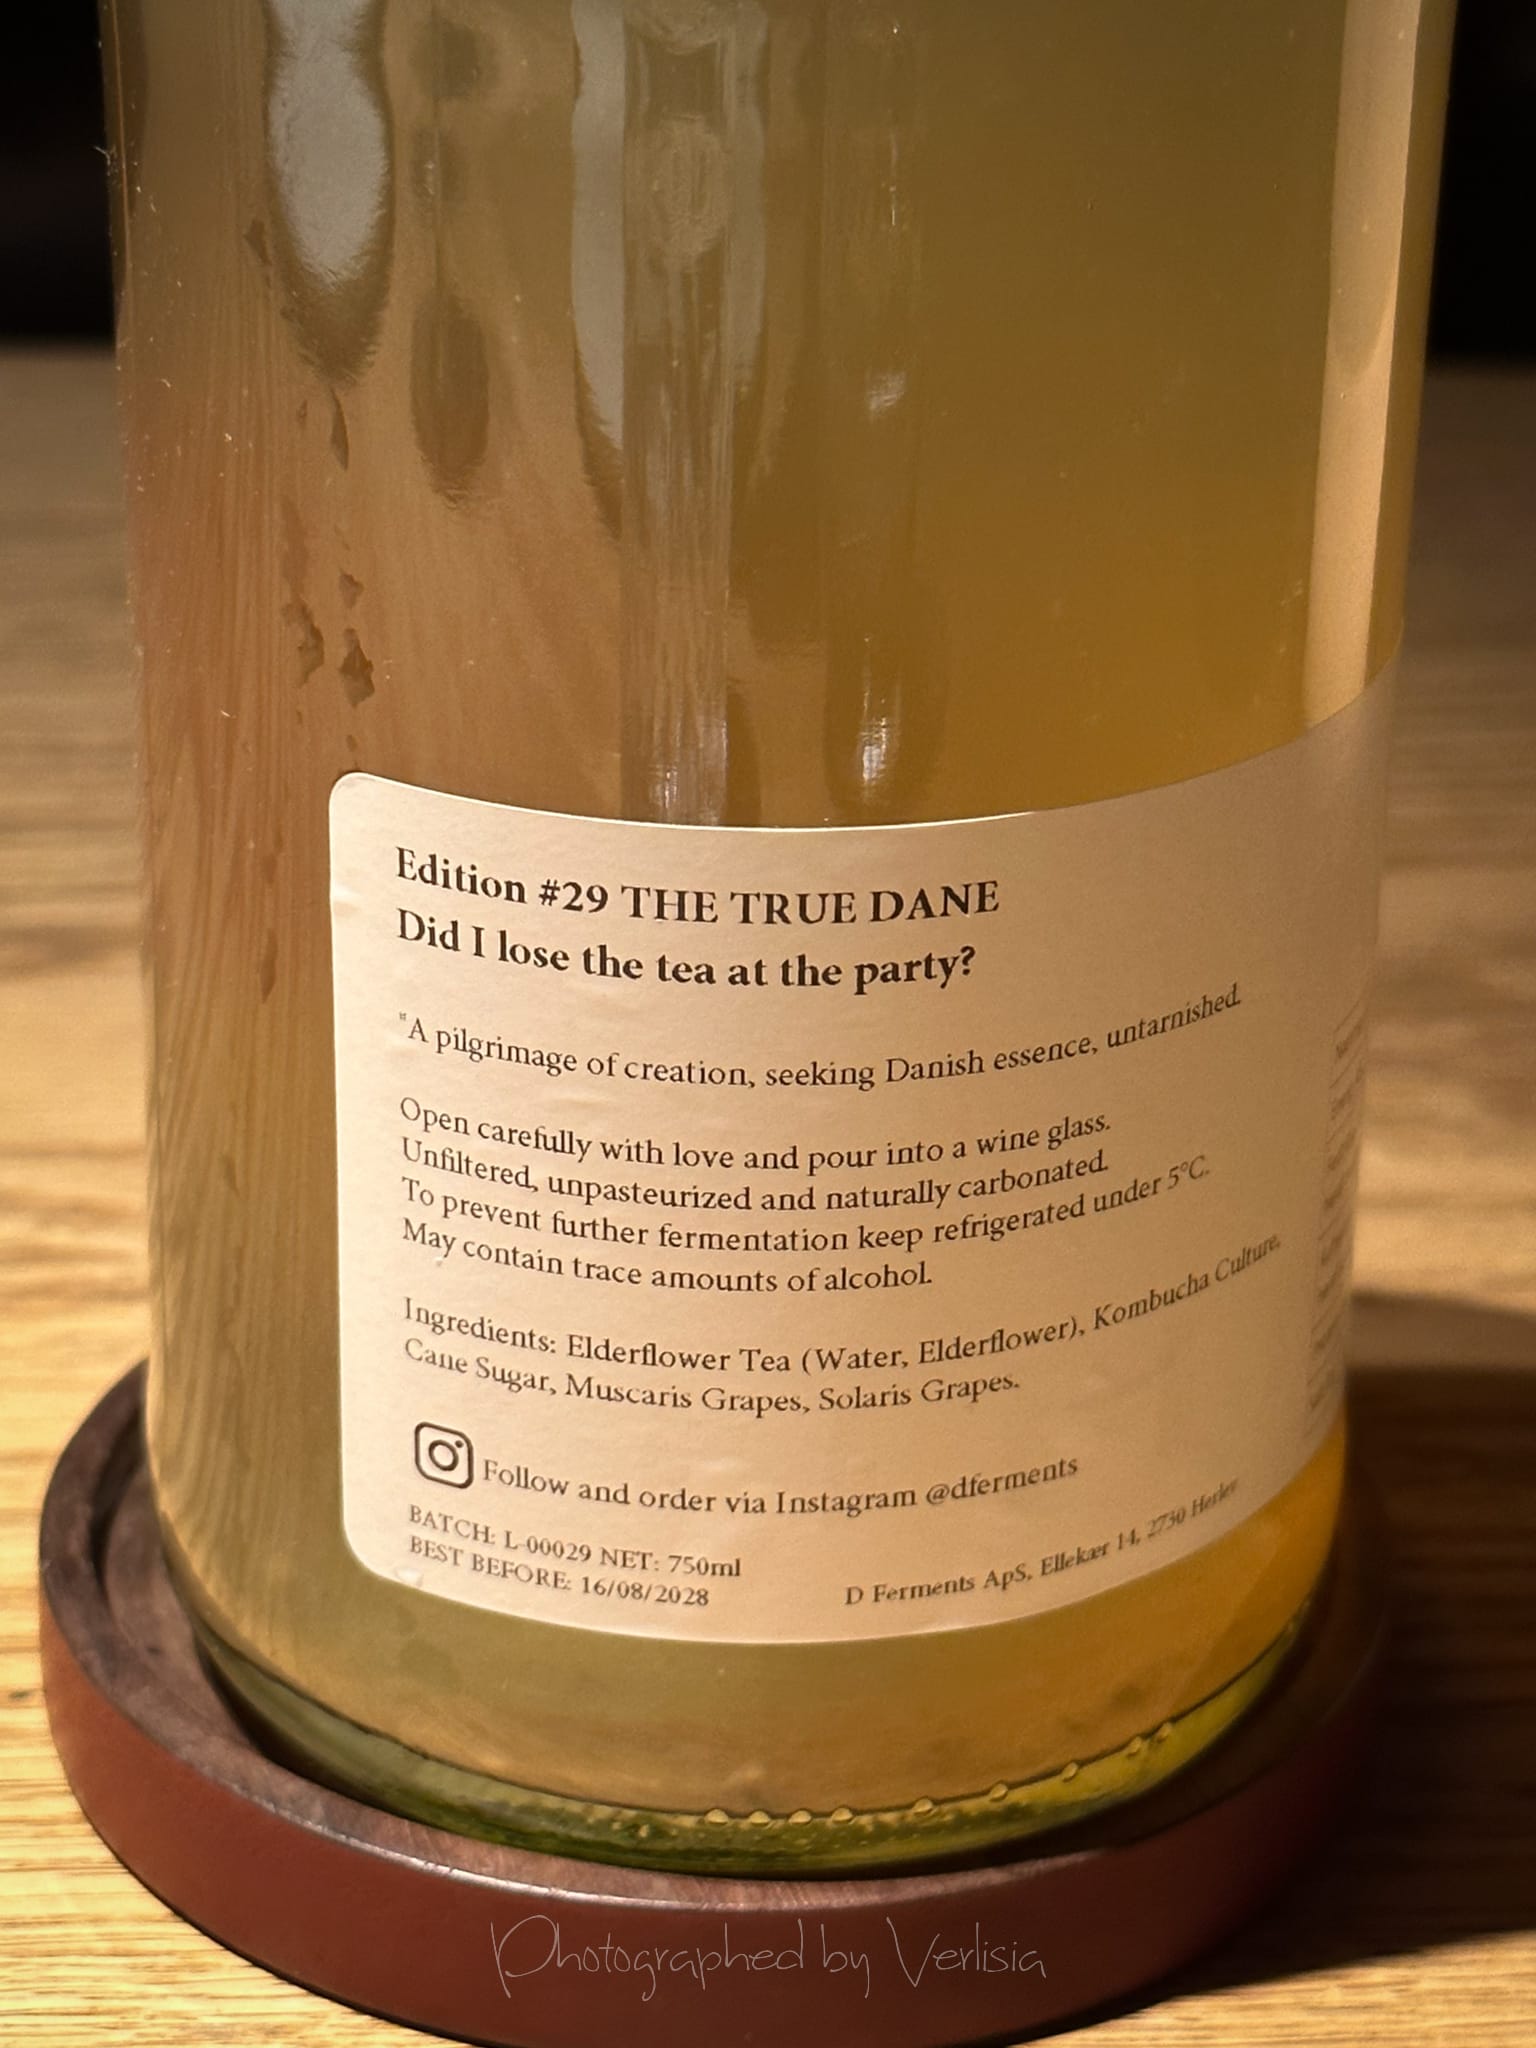 Edition #29 THE TRUE DANE
Did I lose the tea at the party?
"A pilgrimage of creation, seeking Danish essence, untarnished.
Open carefully with love and pour into a wine glass.
Unfiltered, unpasteurized and naturally carbonated.
To prevent further fermentation keep refrigerated under 5°C.
May contain trace amounts of alcohol.
Ingredients: Elderflower Tea (Water, Elderflower), Kombucha Culture,
Cane Sugar, Muscaris Grapes, Solaris Grapes.
Follow and order via Instagram @dferments
BATCH: L-00029 NET: 750ml
BEST BEFORE: 16/08/2028
D Ferments ApS, Ellekær 14, 2730 Herlev
Photographed by Verlisia